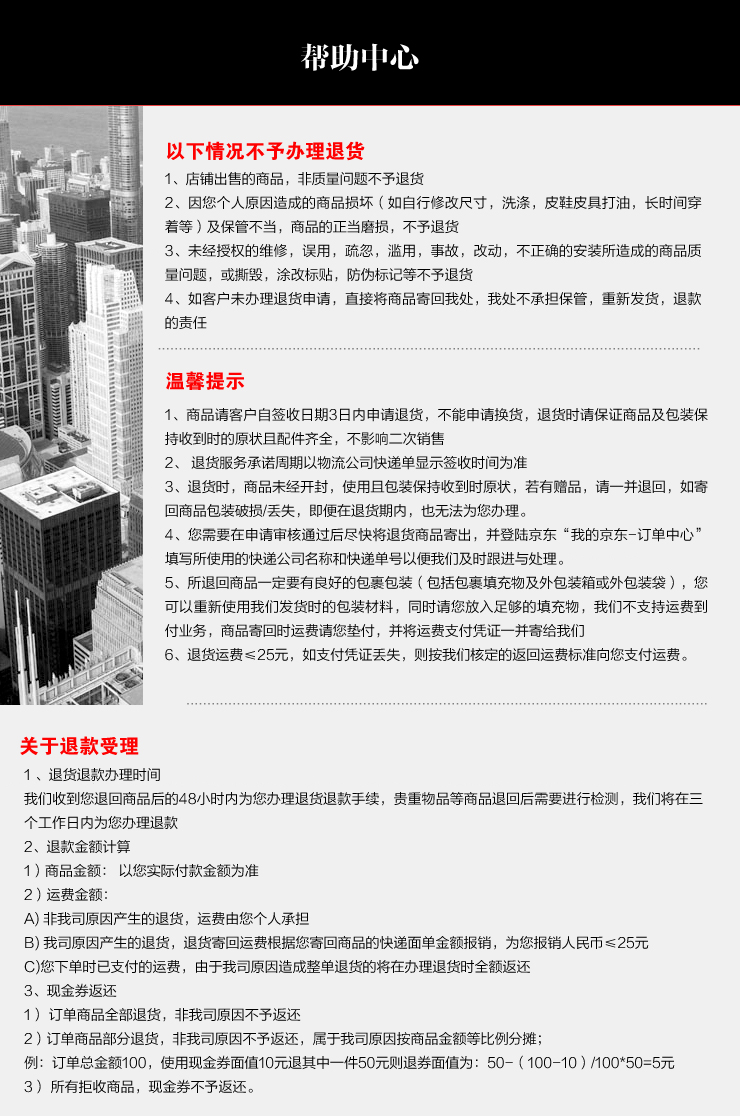 帮助中心
以下情况不予办理退货
1、店铺出售的商品，非质量问题不予退货
2、因您个人原因造成的商品损坏（如自行修改尺寸，洗涤，皮鞋皮具打油，长时间穿
着等）及保管不当，商品的正当磨损，不予退货
3、未经授权的维修，误用，疏忽，滥用，事故，改动，不正确的安装所造成的商品质
量问题，或撕毁，涂改标贴，防伪标记等不予退货
4、如客户未办理退货申请，直接将商品寄回我处，我处不承担保管，重新发货，退款
的责任
温馨提示
1、商品请客户自签收日期3日内申请退货，不能申请换货，退货时请保证商品及包装保
持收到时的原状且配件齐全，不影响二次销售
2、 退货服务承诺周期以物流公司快递单显示签收时间为准
3、退货时，商品未经开封，使用且包装保持收到时原状，若有赠品，请一并退回，如寄
回商品包装破损/丢失，即便在退货期内，也无法为您办理。
4、您需要在申请审核通过后尽快将退货商品寄出，并登陆京东“我的京东-订单中心”
填写所使用的快递公司名称和快递单号以便我们及时跟进与处理。
5、所退回商品一定要有良好的包裹包装（包括包裹填充物及外包装箱或外包装袋），您
可以重新使用我们发货时的包装材料，同时请您放入足够的填充物，我们不支持运费到
付业务，商品寄回时运费请您垫付，并将运费支付凭证一并寄给我们
6、退货运费≤25元，如支付凭证丢失，则按我们核定的返回运费标准向您支付运费。
关于退款受理
1 、退货退款办理时间
我们收到您退回商品后的48小时内为您办理退货退款手续，贵重物品等商品退回后需要进行检测，我们将在三
个工作日内为您办理退款
2、退款金额计算
1）商品金额： 以您实际付款金额为准
2）运费金额：
A) 非我司原因产生的退货，运费由您个人承担
B) 我司原因产生的退货，退货寄回运费根据您寄回商品的快递面单金额报销，为您报销人民币≤25元
C)您下单时已支付的运费，由于我司原因造成整单退货的将在办理退货时全额返还
3、现金券返还
1） 订单商品全部退货，非我司原因不予返还
2）订单商品部分退货，非我司原因不予返还，属于我司原因按商品金额等比例分摊；
例：订单总金额100，使用现金券面值10元退其中一件50元则退券面值为：50-（100-10）/100*50=5元
3 ）所有拒收商品，现金券不予返还。